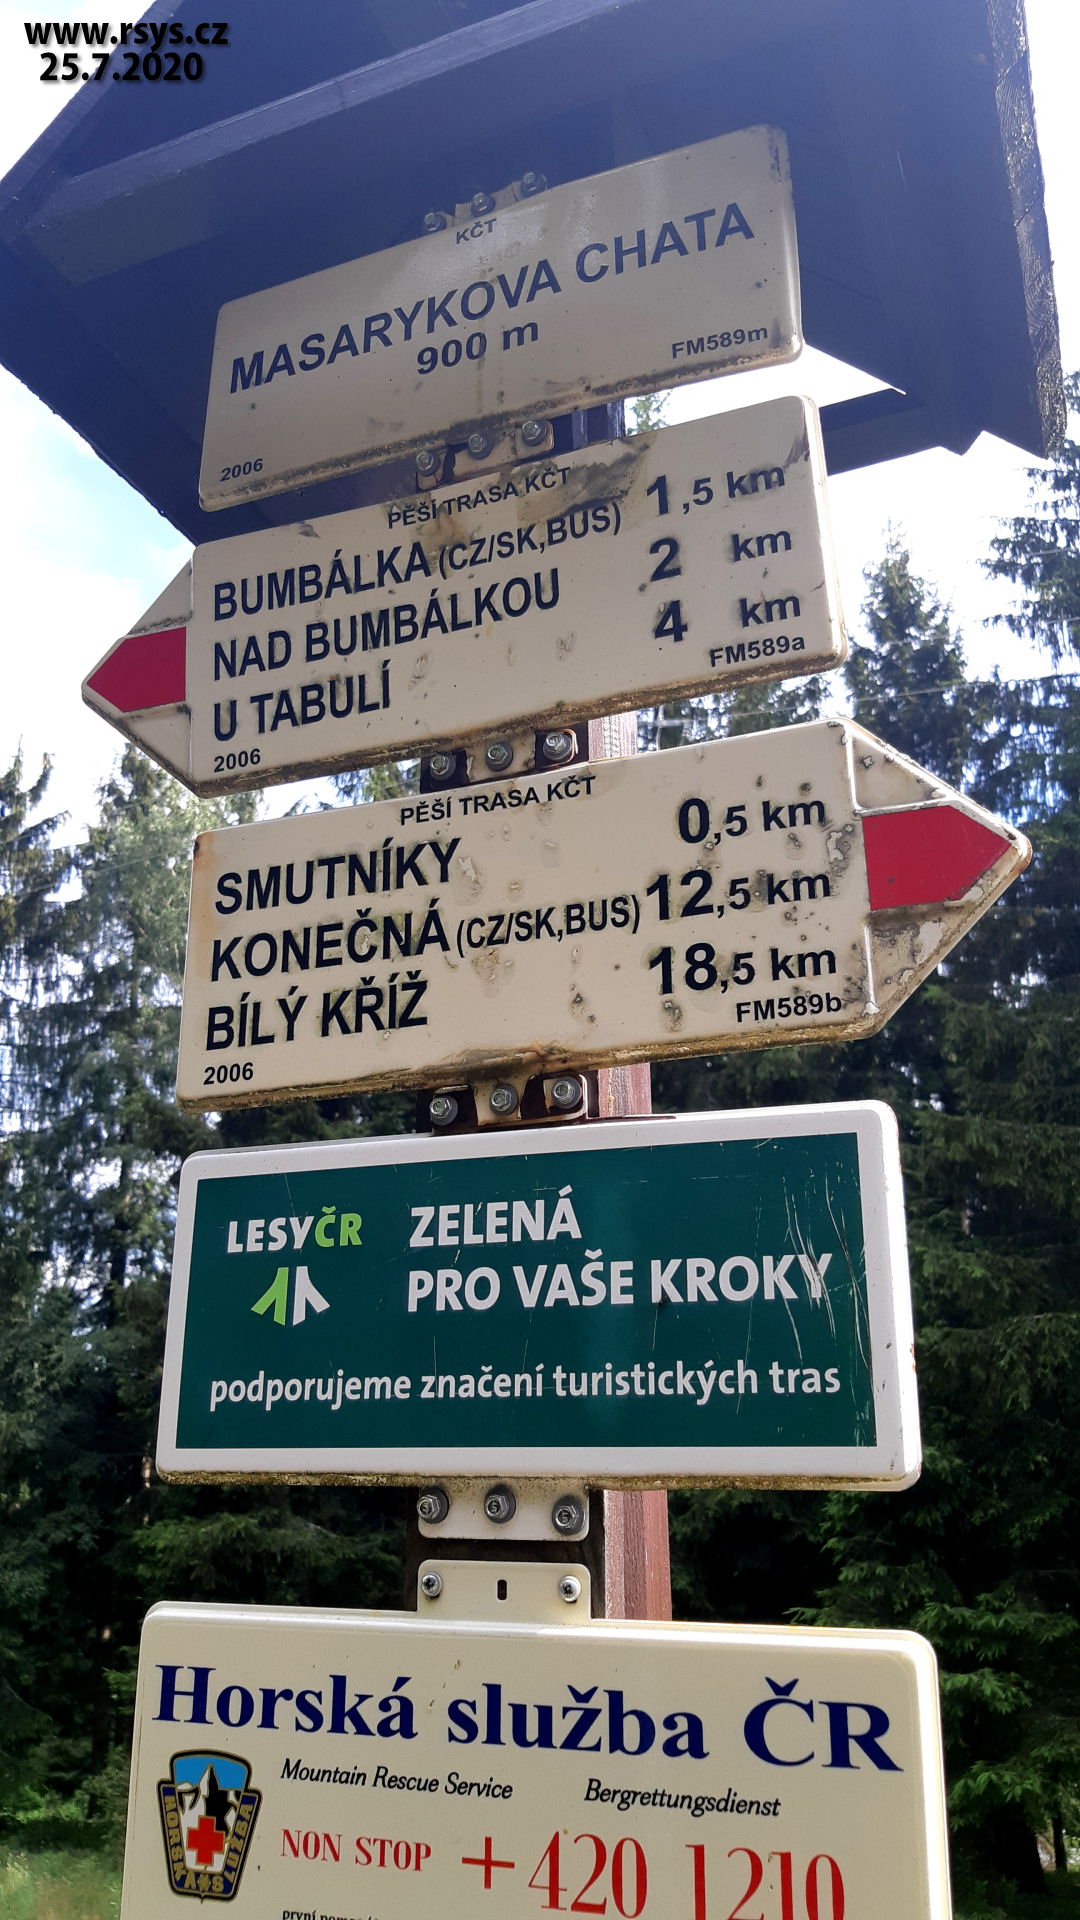 www.rsys.cz
25.7.2020
KČT
MASARYKOVA CHATA
900 m
FM589m
2006
PĚŠÍ TRASA KČT
BUMBÁLKA (CZ/SK,BUS) 1,5 km
NAD BUMBÁLKOU 2 km
U TABULÍ 4 km
FM589a
2006
PĚŠÍ TRASA KČT
SMUTNÍKY 0,5 km
KONEČNÁ (CZ/SK,BUS) 12,5 km
BÍLÝ KŘÍŽ 18,5 km
FM589b
2006
LESYČR
ZELENÁ
PRO VAŠE KROKY
podporujeme značení turistických tras
Horská služba ČR
Mountain Rescue Service Bergrettungsdienst
HORSKÁ SLUŽBA
NON STOP +420 1210